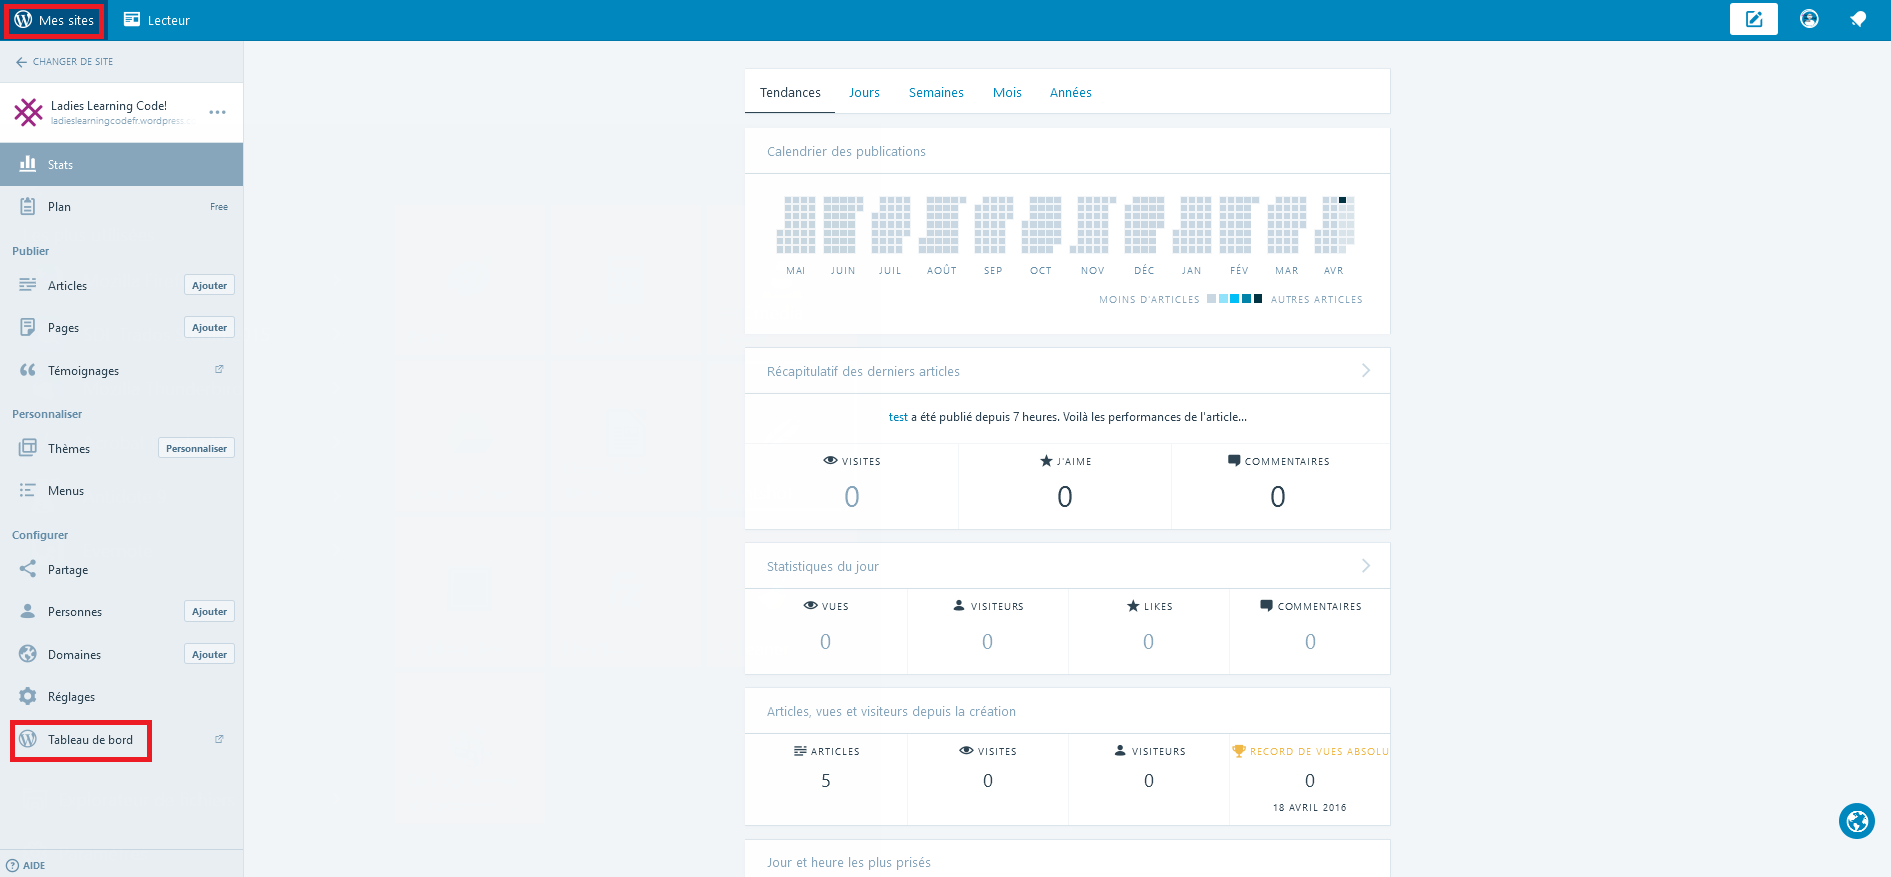 Mes sites
Lecteur
CHANGER DE SITE
Ladies Learning Code!
ladieslearningcodefr.wordpress.c
Stats
Plan
Free
Publier
Articles
Ajouter
Pages
Ajouter
Témoignages
Personnaliser
Thèmes
Personnaliser
Menus
Configurer
Partage
Personnes
Ajouter
Domaines
Ajouter
Réglages
Tableau de bord
AIDE
Tendances Jours Semaines Mois Années
Calendrier des publications
MAI JUIN JUIL AOÛT SEP OCT NOV DÉC JAN FÉV MAR AVR
MOINS D'ARTICLES AUTRES ARTICLES
Récapitulatif des derniers articles
test a été publié depuis 7 heures. Voilà les performances de l'article...
VISITES J'AIME COMMENTAIRES
0 0 0
Statistiques du jour
VUES VISITEURS LIKES COMMENTAIRES
0 0 0 0
Articles, vues et visiteurs depuis la création
ARTICLES VISITES VISITEURS RECORD DE VUES ABSOLU
5 0 0 0
18 AVRIL 2016
Jour et heure les plus prisés